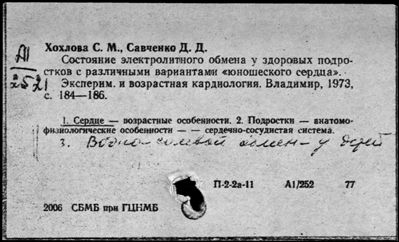 Хохлова С. М., Савченко Д. Д.
Состояние электролитного обмена у здоровых подро-
стков с различными вариантами «юношеского сердца».
Эксперим. и возрастная кардиология. Владимир, 1973,
с. 184—186.
А1
252
1. Сердце — возрастные особенности. 2. Подростки — анатомо-
физиологические особенности — — сердечно-сосудистая система.
3. Водно-солевой обмен - у детей
П-2-2а-11 А1/252 77
2006 СБМБ при ГЦНМБ